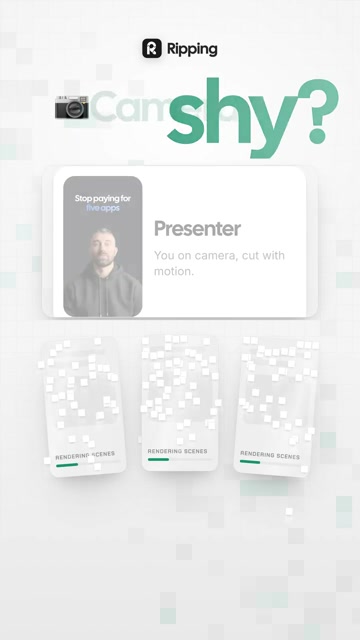 Ripping
Camera
shy?
Stop paying for
five apps
Presenter
You on camera, cut with
motion.
RENDERING SCENES
RENDERING SCENES
RENDERING SCENES